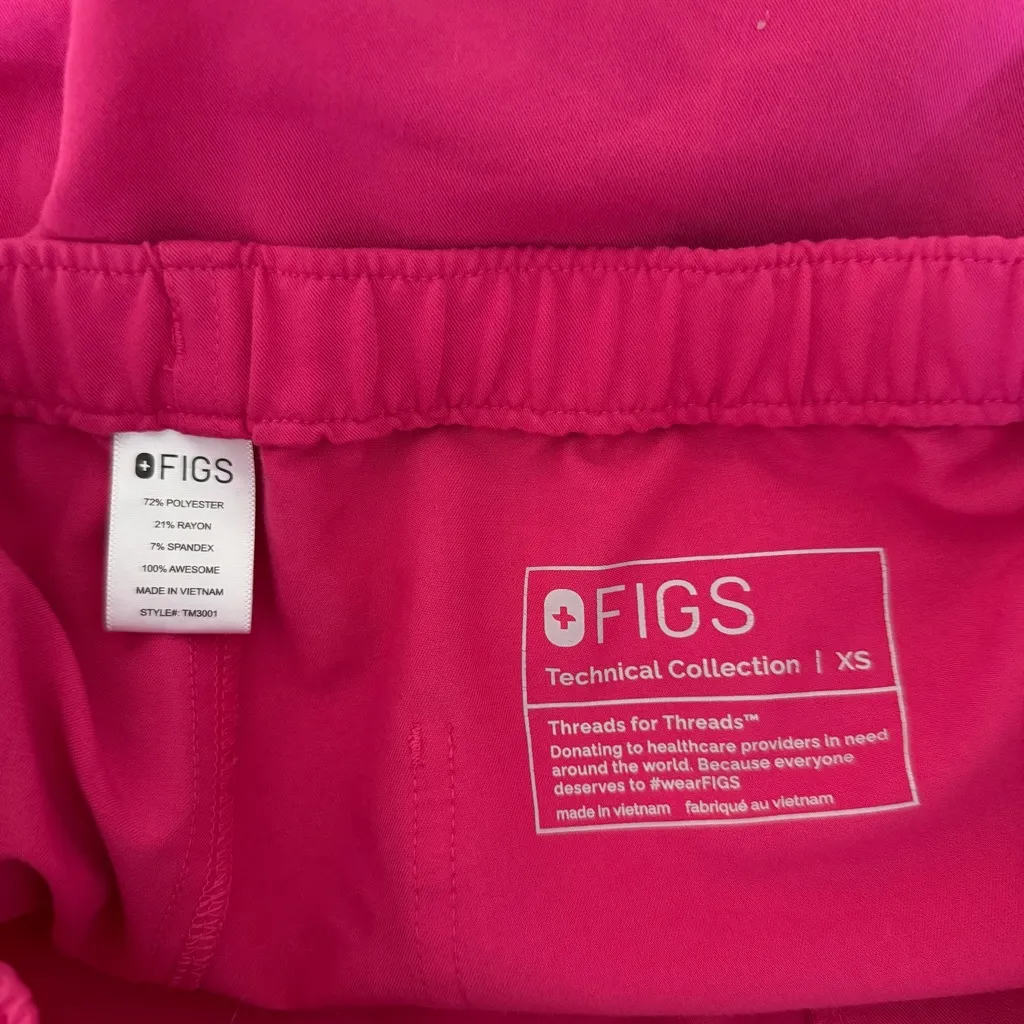 FIGS
72% POLYESTER
21% RAYON
7% SPANDEX
100% AWESOME
MADE IN VIETNAM
STYLE#: TM3001
FIGS
Technical Collection | XS
Threads for Threads™
Donating to healthcare providers in need
around the world. Because everyone
deserves to #wearFIGS
made in vietnam fabriqué au vietnam